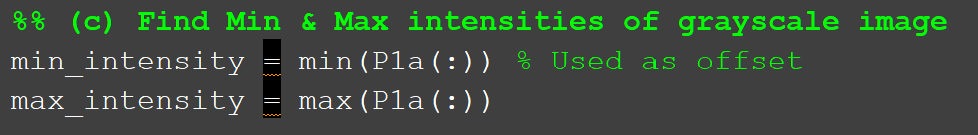 %% (c) Find Min & Max intensities of grayscale image
min_intensity = min(P1a(:)) % Used as offset
max_intensity = max(P1a(:))